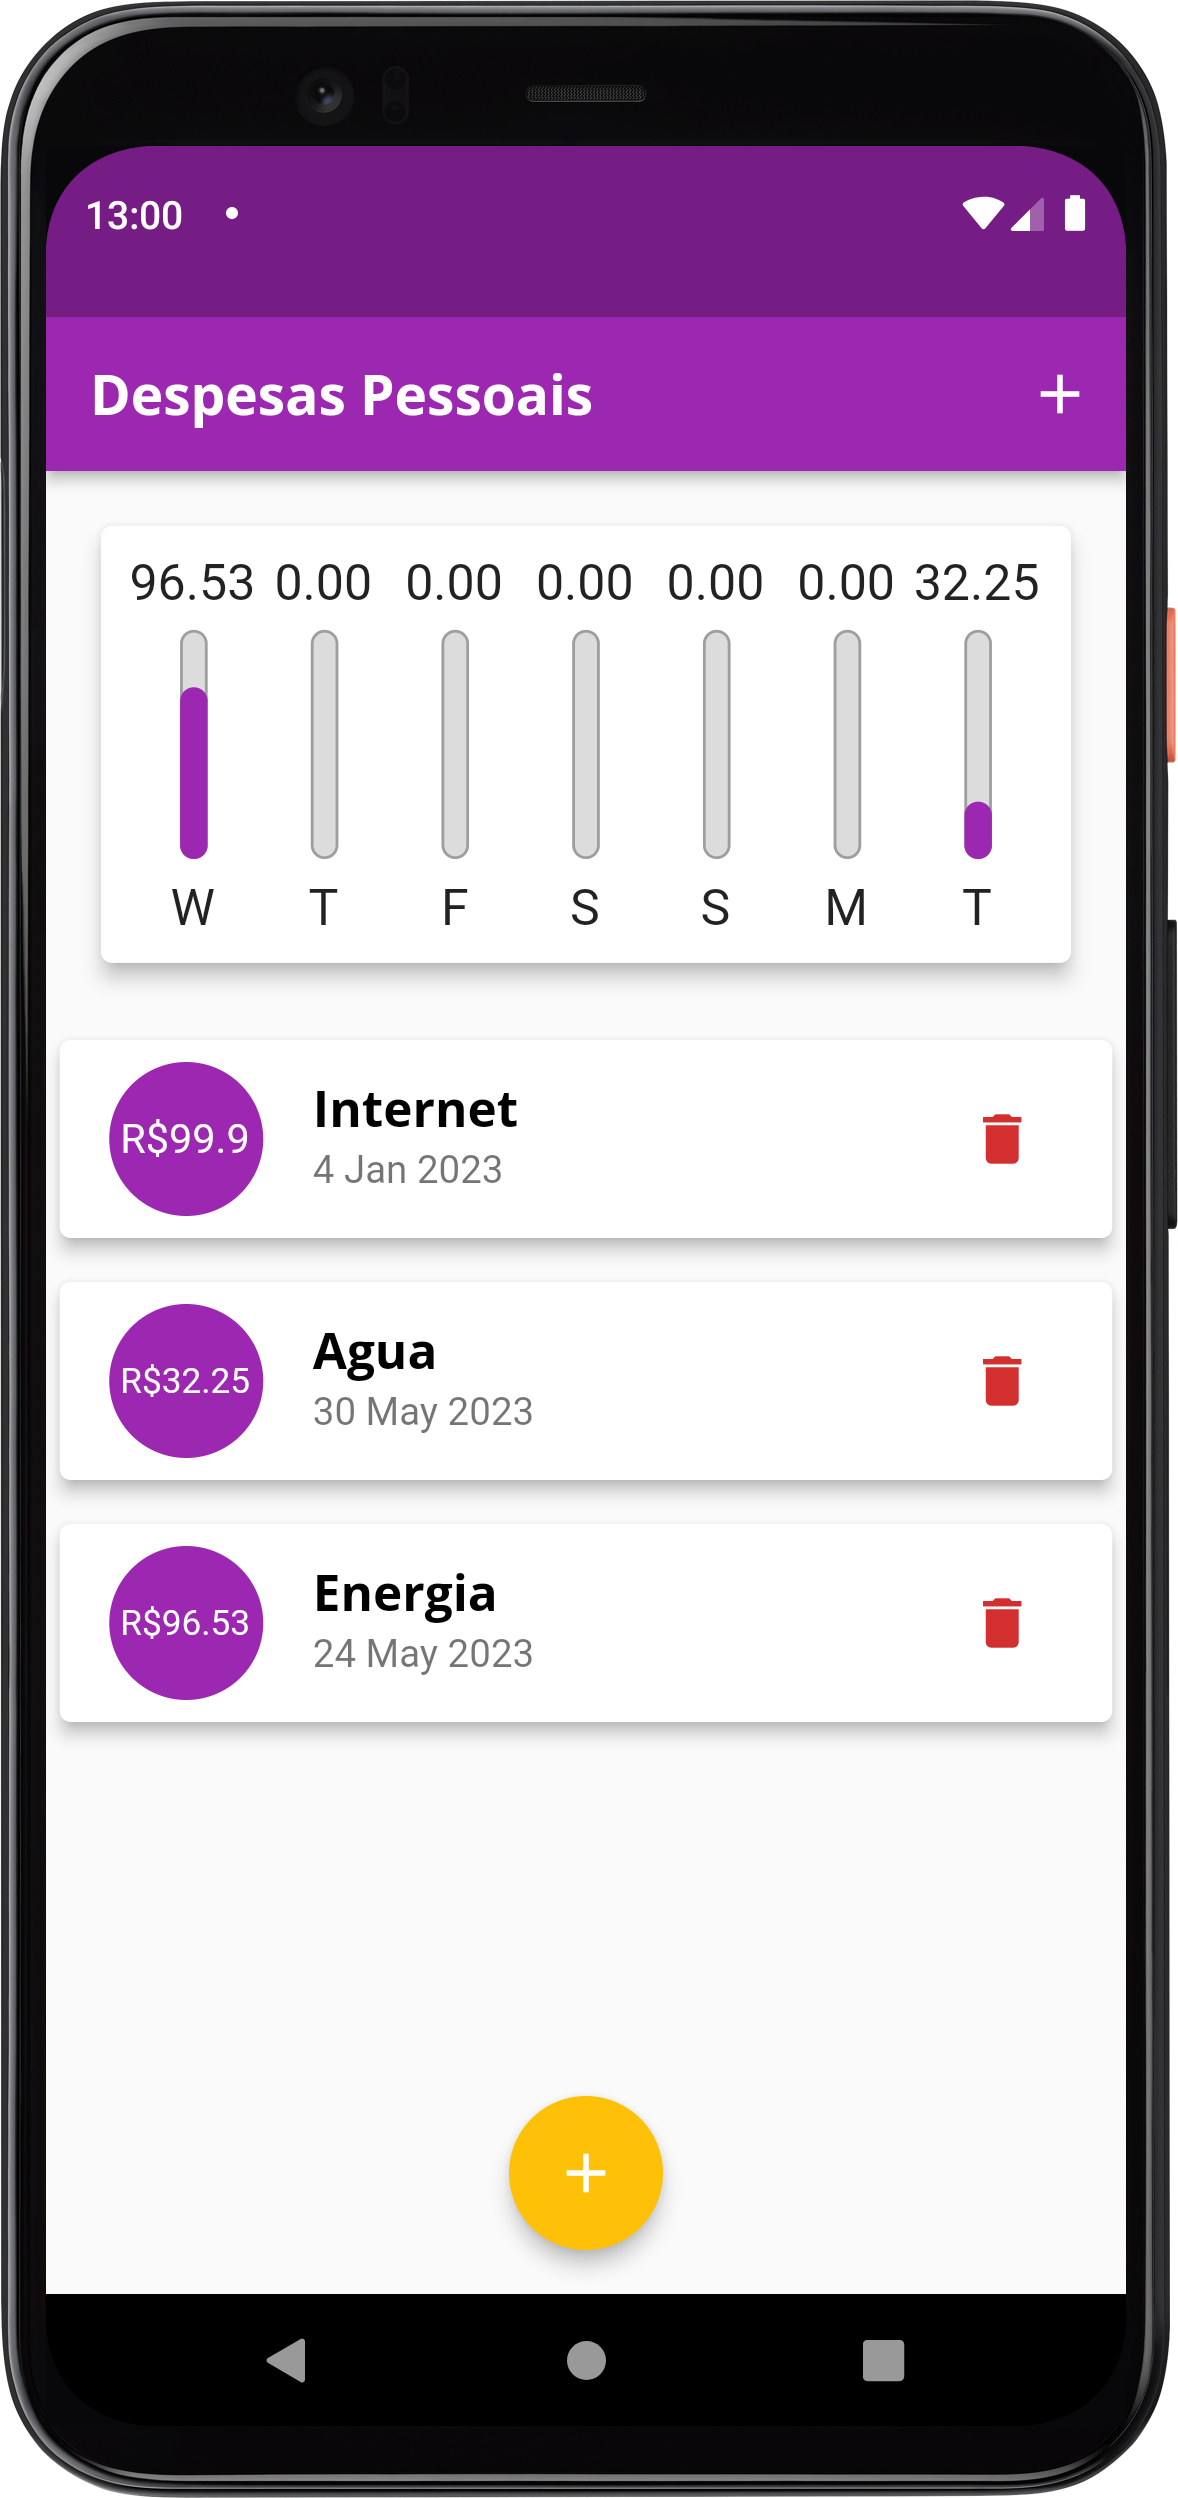 13:00
Despesas Pessoais +
96.53 0.00 0.00 0.00 0.00 0.00 32.25
W T F S S M T
R$99.9
Internet
4 Jan 2023
R$32.25
Agua
30 May 2023
R$96.53
Energia
24 May 2023
+